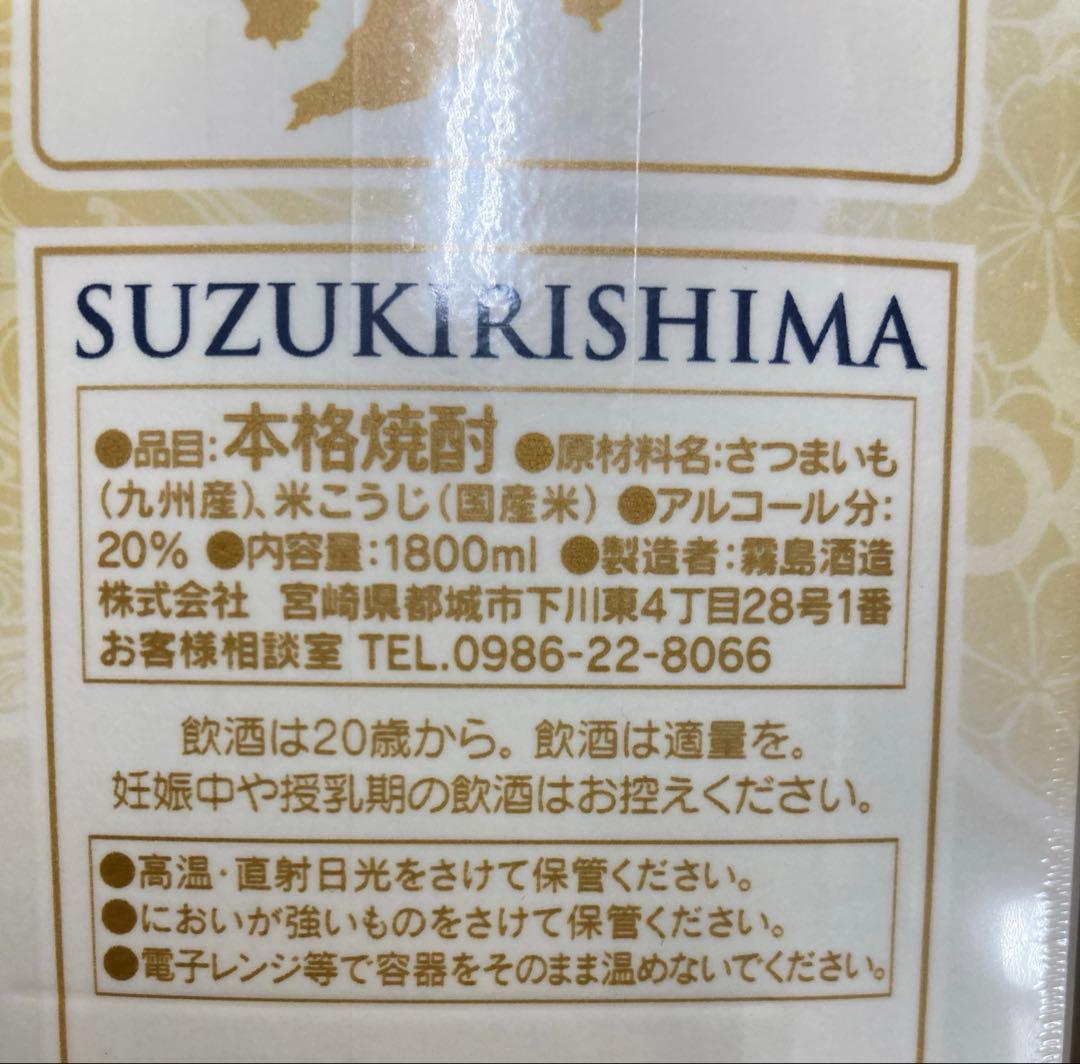 SUZUKIRISHIMA
●品目:本格焼酎 ●原材料名:さつまいも
(九州産)、米こうじ(国産米) ●アルコール分:
20% ●内容量:1800ml ●製造者:霧島酒造
株式会社 宮崎県都城市下川東4丁目28号1番
お客様相談室 TEL.0986-22-8066
飲酒は20歳から。飲酒は適量を。
妊娠中や授乳期の飲酒はお控えください。
●高温・直射日光をさけて保管ください。
●においが強いものをさけて保管ください。
●電子レンジ等で容器をそのまま温めないでください。